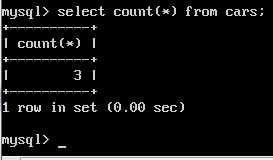 mysql> select count(*) from cars;
+----------+
| count(*) |
+----------+
|        3 |
+----------+
1 row in set (0.00 sec)

mysql> _